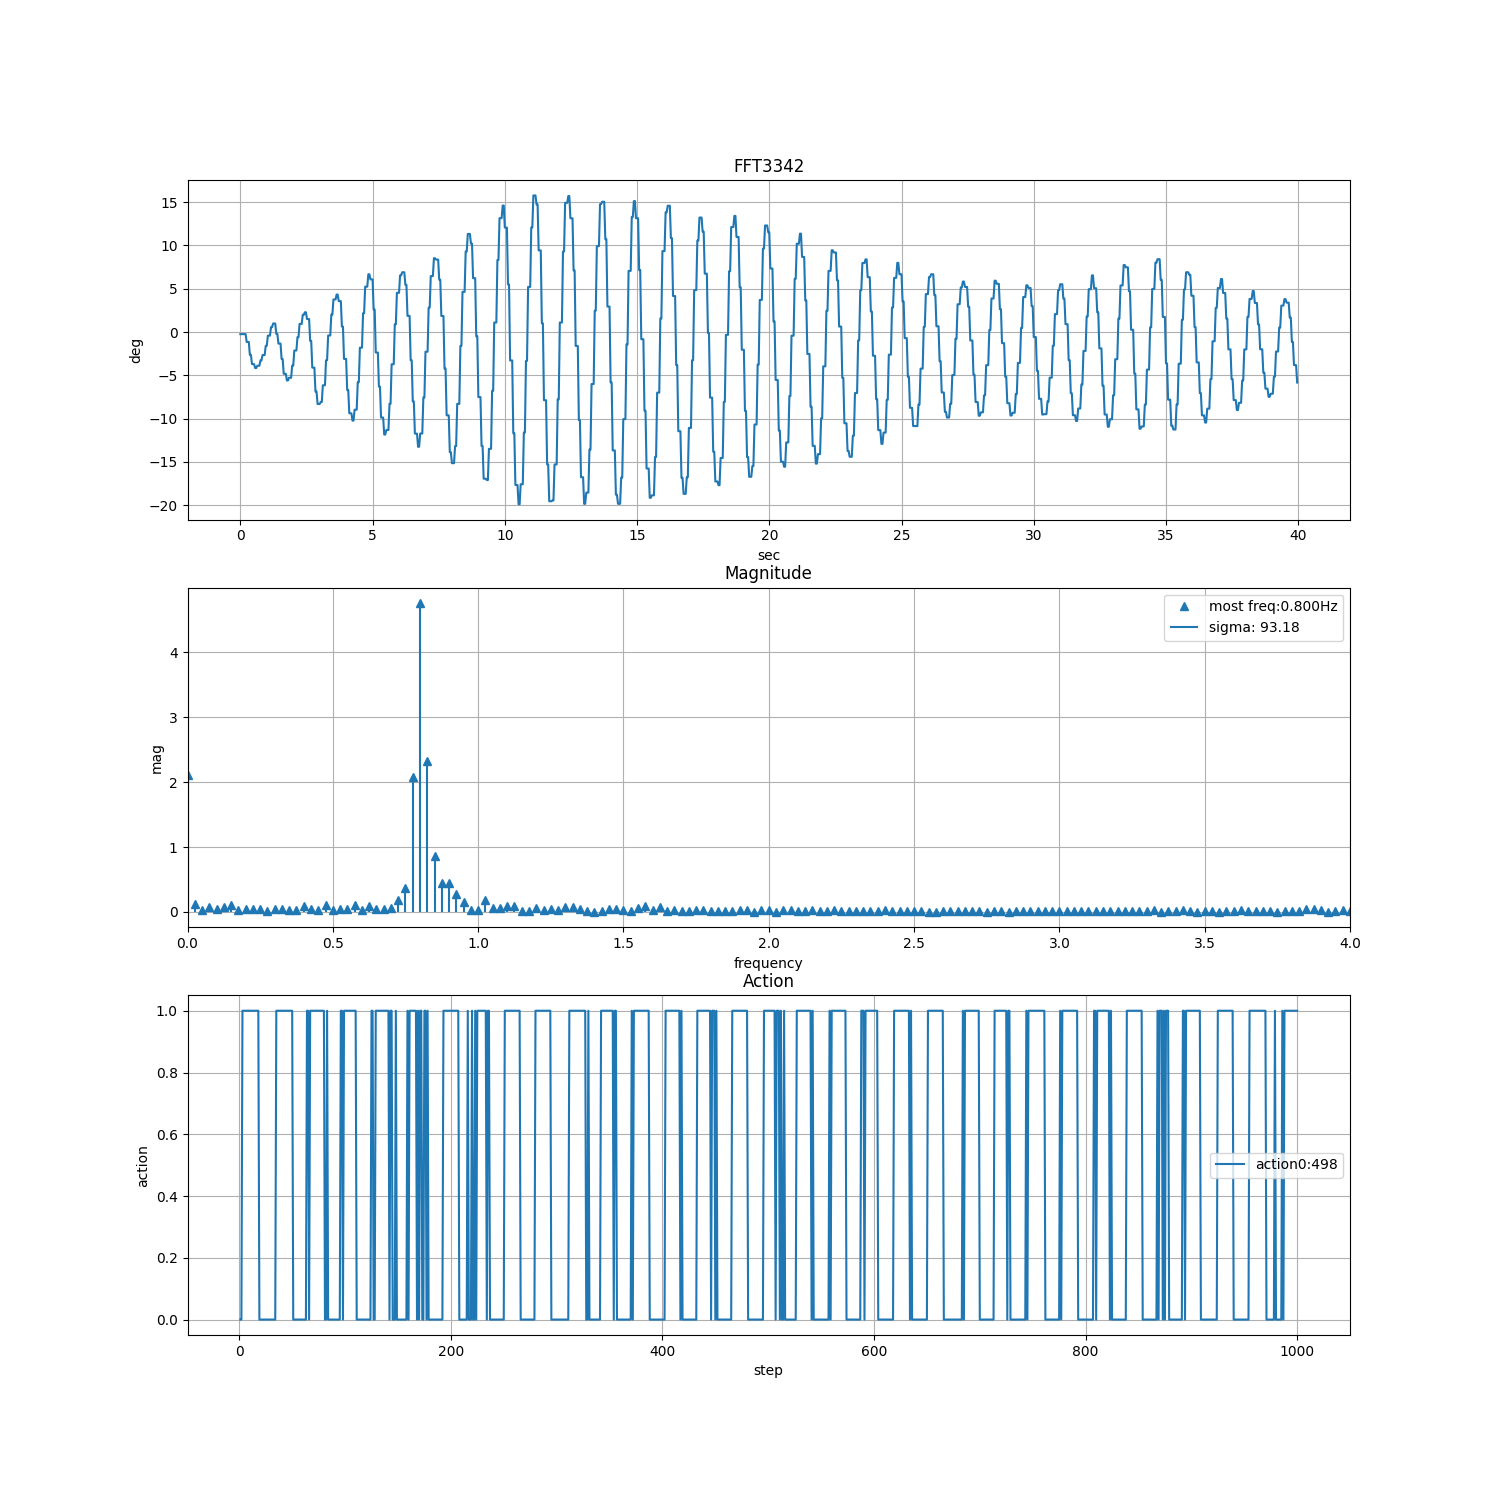 FFT3342
15
10
5
0
−5
−10
−15
−20
deg
0 5 10 15 20 25 30 35 40
sec
Magnitude
most freq:0.800Hz
sigma: 93.18
4
3
2
1
0
mag
0.0 0.5 1.0 1.5 2.0 2.5 3.0 3.5 4.0
frequency
Action
1.0
0.8
0.6
0.4
0.2
0.0
action
action0:498
0 200 400 600 800 1000
step